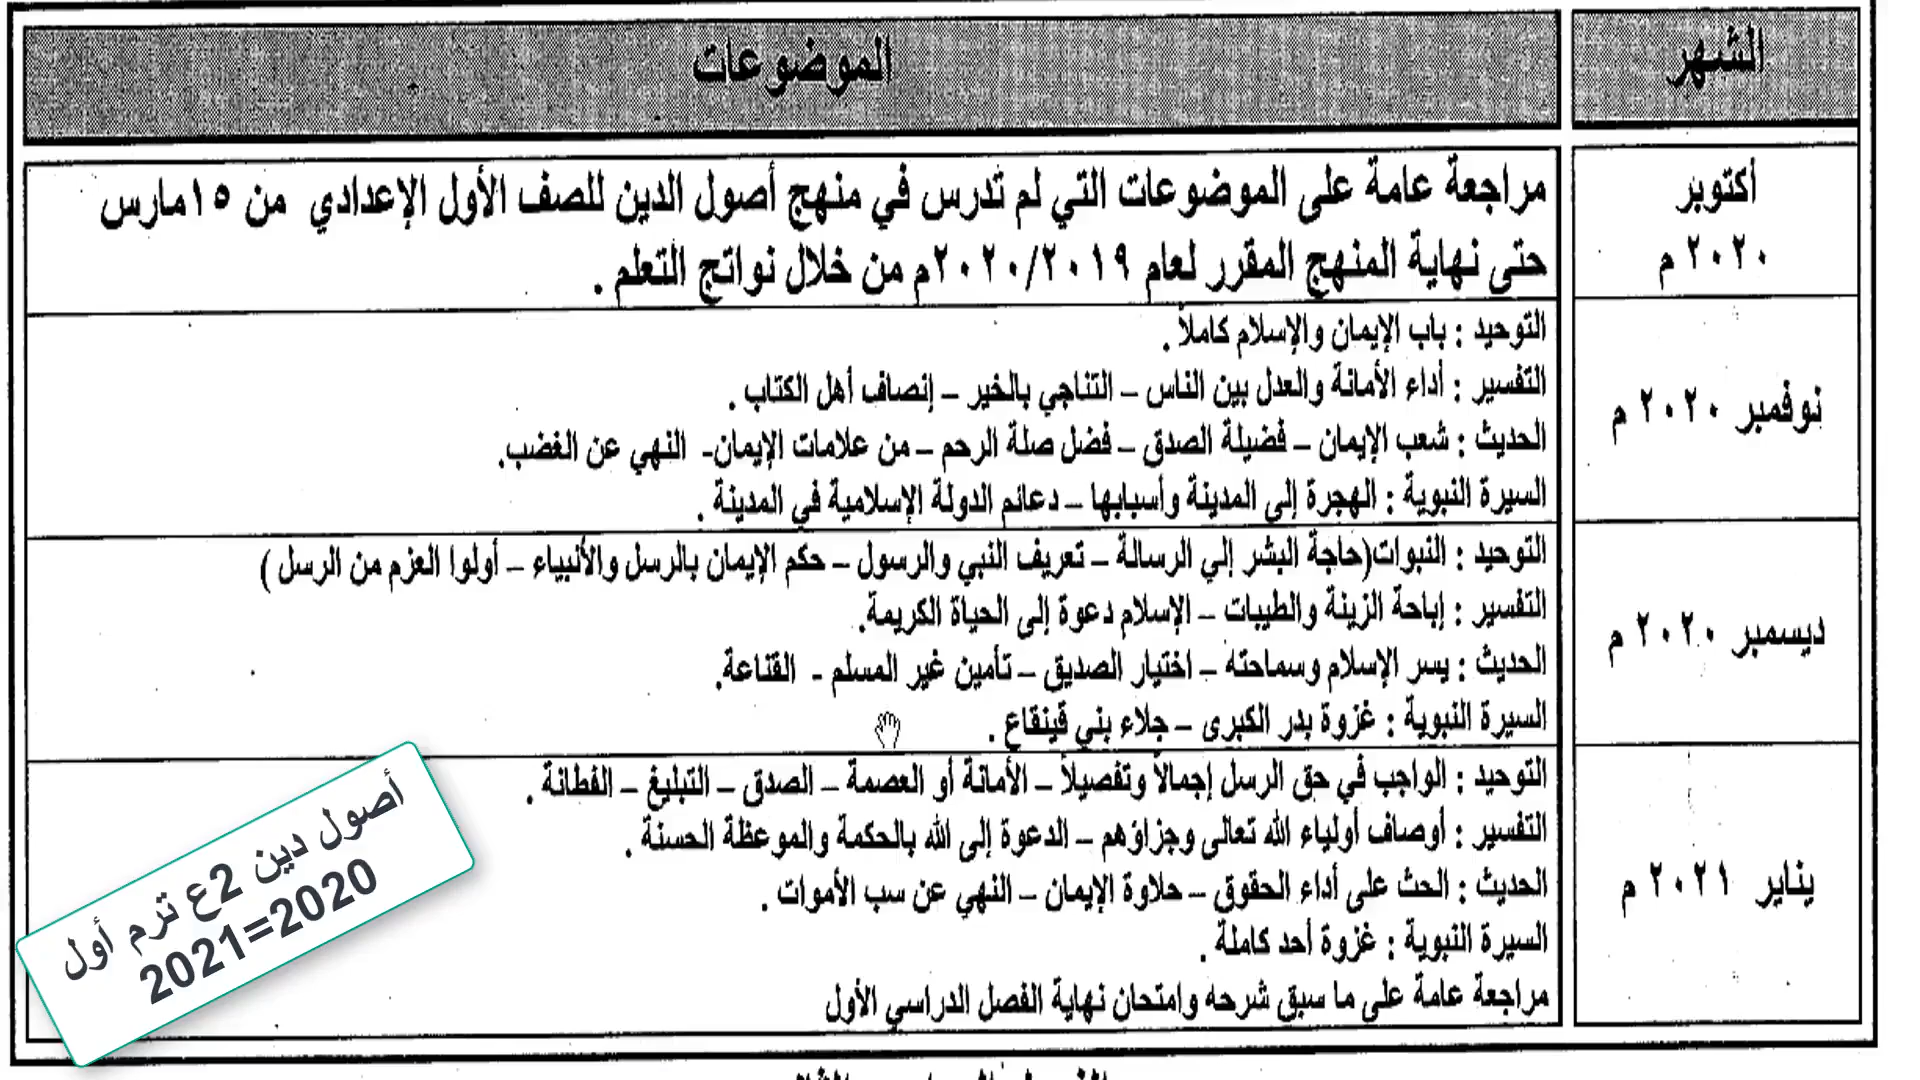 الشهر
الموضوعات
أكتوبر
٢٠٢٠ م
مراجعة عامة على الموضوعات التي لم تدرس في منهج أصول الدين للصف الأول الإعدادي من ١٥مارس
حتى نهاية المنهج المقرر لعام ٢٠٢٠/٢٠١٩م من خلال نواتج التعلم .
نوفمبر ٢٠٢٠ م
التوحيد : باب الإيمان والإسلام كاملاً .
التفسير : أداء الأمانة والعدل بين الناس – التناجي بالخير – إنصاف أهل الكتاب .
الحديث : شعب الإيمان – فضيلة الصدق – فضل صلة الرحم – من علامات الإيمان- النهي عن الغضب.
السيرة النبوية : الهجرة إلى المدينة وأسبابها – دعائم الدولة الإسلامية في المدينة .
ديسمبر ٢٠٢٠ م
التوحيد : النبوات(حاجة البشر إلي الرسالة – تعريف النبي والرسول – حكم الإيمان بالرسل والأنبياء – أولوا العزم من الرسل )
التفسير : إباحة الزينة والطيبات – الإسلام دعوة إلى الحياة الكريمة.
الحديث : يسر الإسلام وسماحته – اختيار الصديق – تأمين غير المسلم - القناعة.
السيرة النبوية : غزوة بدر الكبرى – جلاء بني قينقاع .
يناير ٢٠٢١ م
التوحيد : الواجب في حق الرسل إجمالاً وتفصيلاً – الأمانة أو العصمة – الصدق – التبليغ – الفطانة .
التفسير : أوصاف أولياء الله تعالى وجزاؤهم – الدعوة إلى الله بالحكمة والموعظة الحسنة .
الحديث : الحث على أداء الحقوق – حلاوة الإيمان – النهي عن سب الأموات .
السيرة النبوية : غزوة أحد كاملة .
مراجعة عامة على ما سبق شرحه وامتحان نهاية الفصل الدراسي الأول
أصول دين 2ع ترم أول
2021=2020